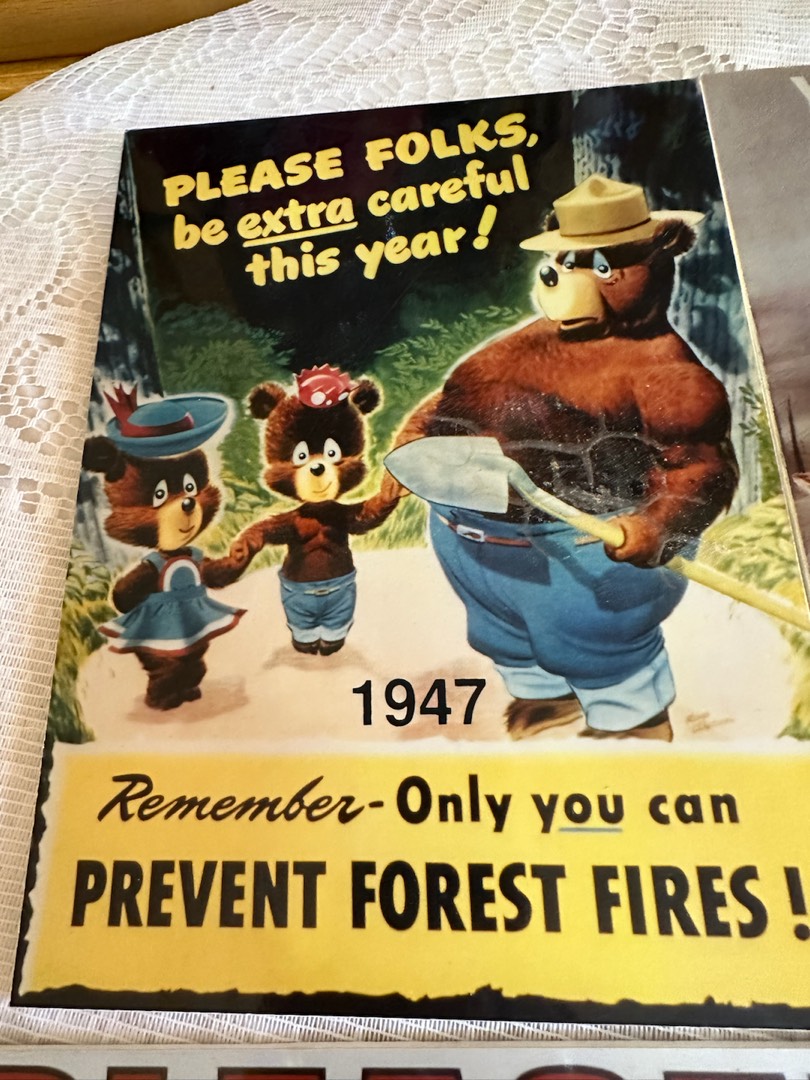 PLEASE FOLKS,
be extra careful
this year!
1947
Remember - Only you can
PREVENT FOREST FIRES!